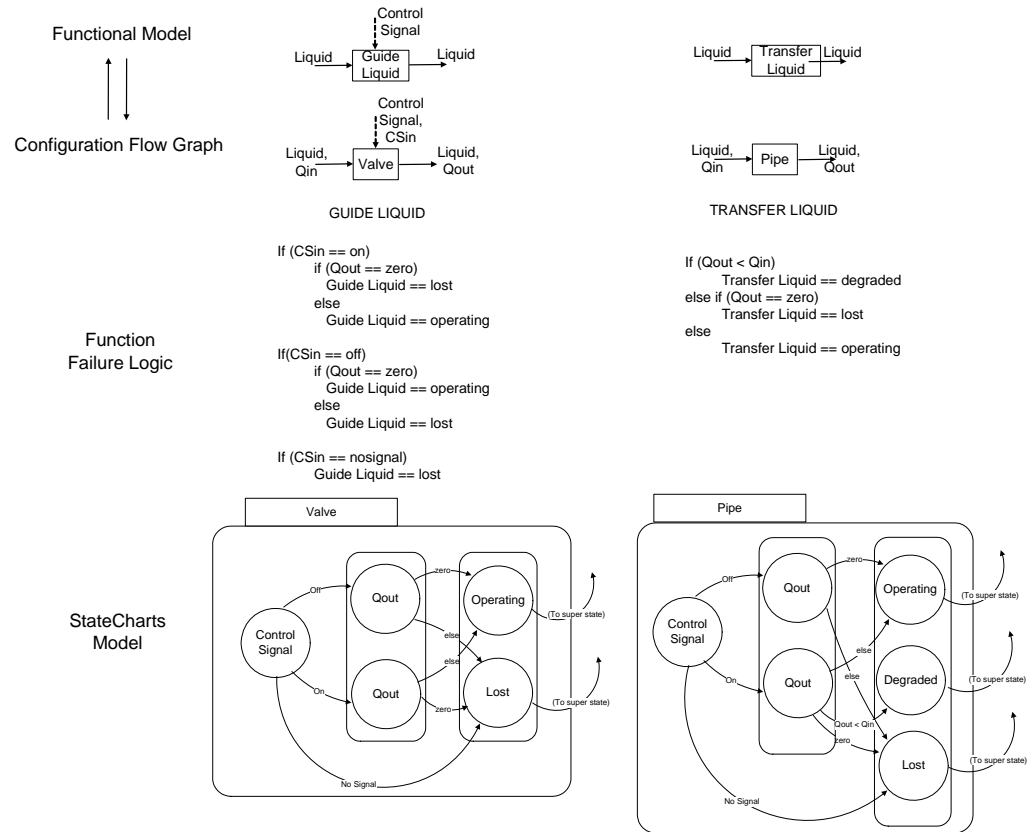 Functional Model
Control
Signal
Liquid
Guide
Liquid
Liquid
Liquid
Transfer
Liquid
Liquid
Configuration Flow Graph
Control
Signal,
CSin
Liquid,
Qin
Valve
Liquid,
Qout
Liquid,
Qin
Pipe
Liquid,
Qout
GUIDE LIQUID
TRANSFER LIQUID
Function
Failure Logic
If (CSin == on)
if (Qout == zero)
Guide Liquid == lost
else
Guide Liquid == operating
If(CSin == off)
if (Qout == zero)
Guide Liquid == operating
else
Guide Liquid == lost
If (CSin == nosignal)
Guide Liquid == lost
If (Qout < Qin)
Transfer Liquid == degraded
else if (Qout == zero)
Transfer Liquid == lost
else
Transfer Liquid == operating
StateCharts
Model
Valve
Control
Signal
Off
On
No Signal
Qout
Qout
zero
else
else
zero
Operating
Lost
(To super state)
(To super state)
Pipe
Control
Signal
Off
On
No Signal
Qout
Qout
zero
else
else
Qout < Qin
zero
Operating
Degraded
Lost
(To super state)
(To super state)
(To super state)